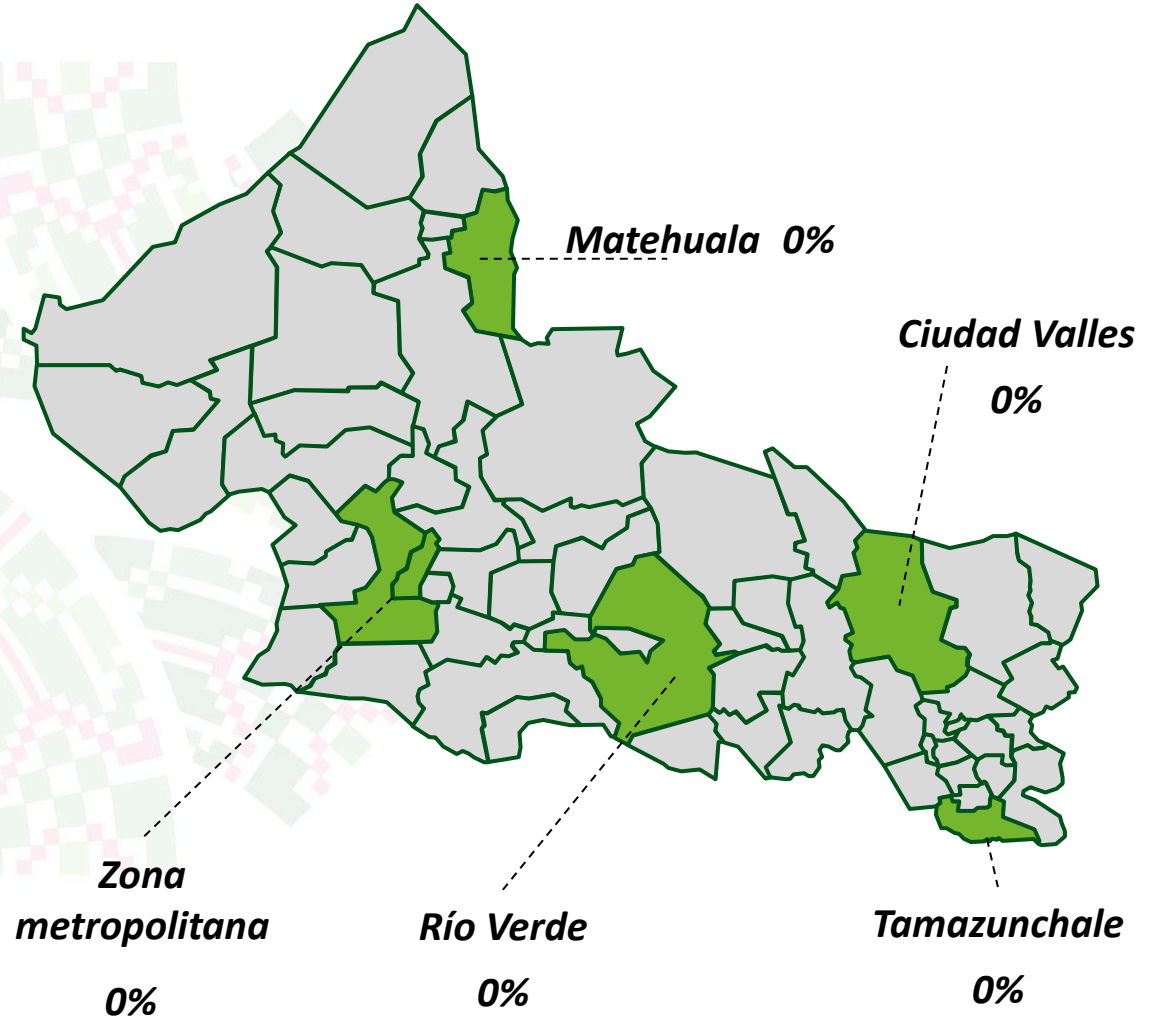 Matehuala 0%
Ciudad Valles
0%
Zona
metropolitana
0%
Río Verde
0%
Tamazunchale
0%